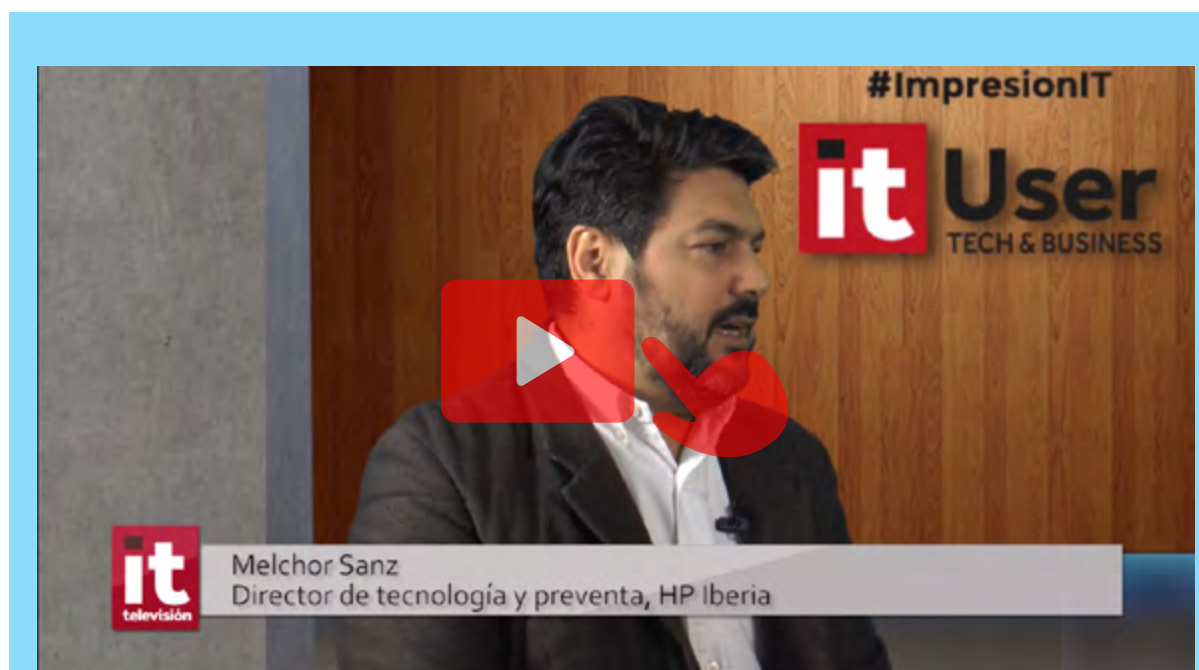 #ImpresionIT
it User
TECH & BUSINESS
it
televisión
Melchor Sanz
Director de tecnología y preventa, HP Iberia